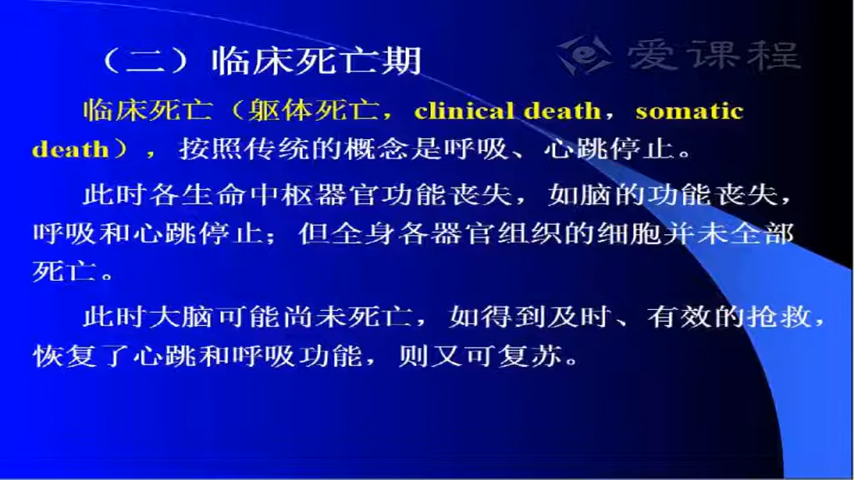 （二）临床死亡期
爱课程
临床死亡（躯体死亡，clinical death，somatic
death），按照传统的概念是呼吸、心跳停止。
此时各生命中枢器官功能丧失，如脑的功能丧失，
呼吸和心跳停止；但全身各器官组织的细胞并未全部
死亡。
此时大脑可能尚未死亡，如得到及时、有效的抢救，
恢复了心跳和呼吸功能，则又可复苏。